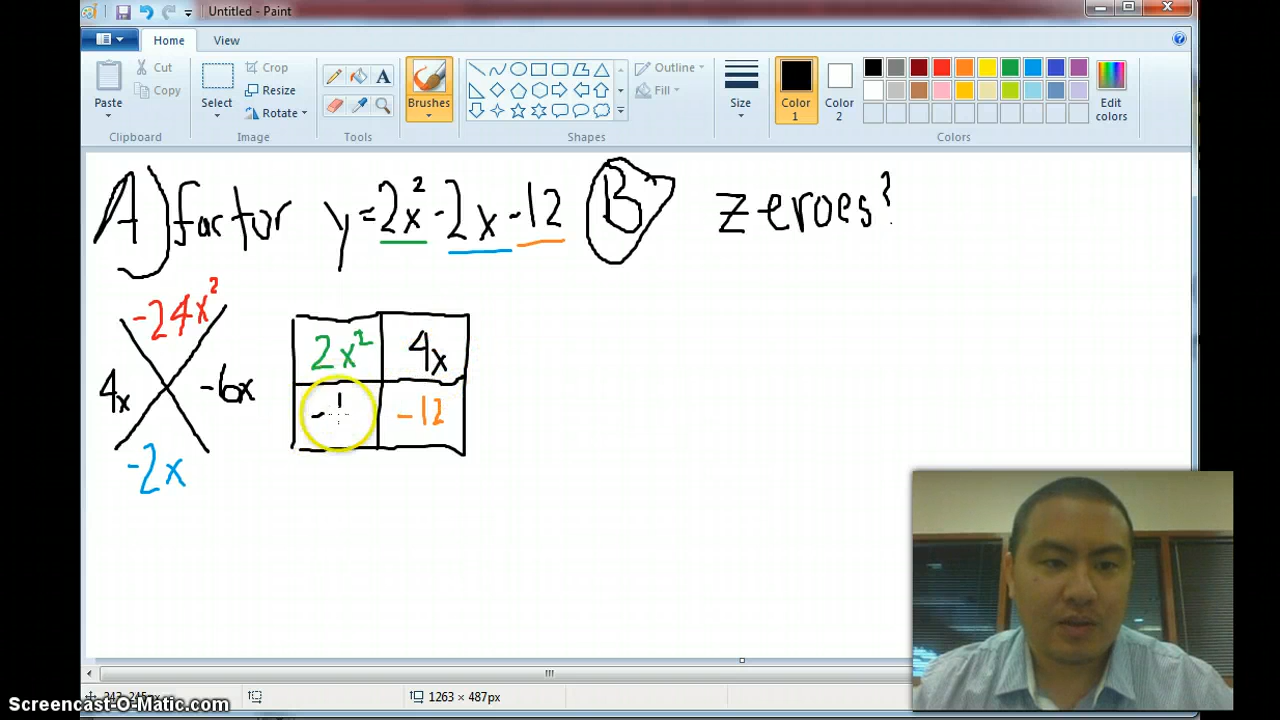 Untitled - Paint
Home View
Paste
Cut
Copy
Select
Crop
Resize
Rotate
Brushes
Outline
Fill
Size
Color 1
Color 2
Edit colors
Clipboard
Image
Tools
Shapes
Colors
A) factor y=2x²-2x-12 B zeroes?
-24x²
4x -6x
-2x
2x² 4x
-1 -12
1263 × 487px
Screencast-O-Matic.com